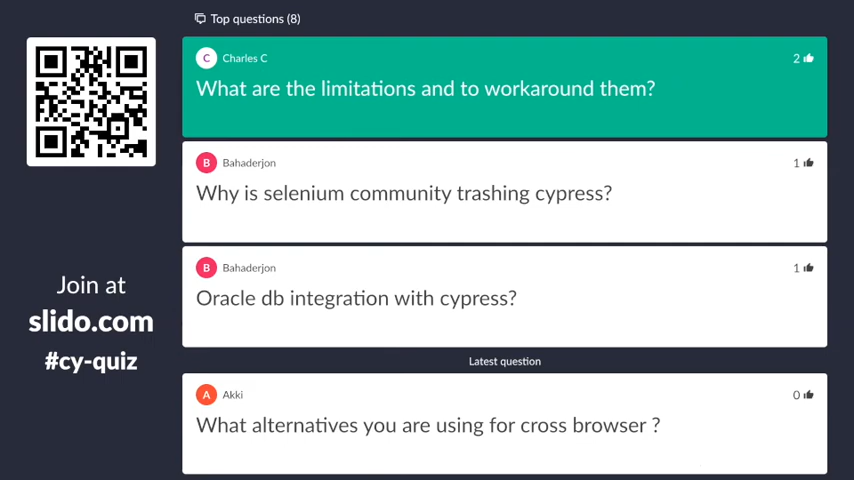 Top questions (8)
C Charles C 2
What are the limitations and to workaround them?
B Bahaderjon 1
Why is selenium community trashing cypress?
B Bahaderjon 1
Oracle db integration with cypress?
Join at
slido.com
#cy-quiz
Latest question
A Akki 0
What alternatives you are using for cross browser ?